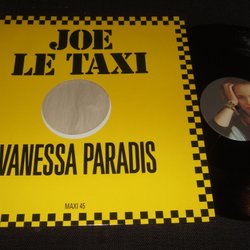 JOE
LE TAXI
VANESSA PARADIS
MAXI 45